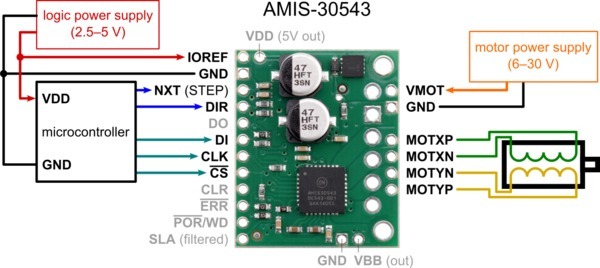 AMIS-30543
logic power supply
(2.5–5 V)
VDD (5V out)
motor power supply
(6–30 V)
IOREF
GND
NXT (STEP)
DIR
DO
DI
CLK
CS
CLR
ERR
POR/WD
SLA (filtered)
VDD
microcontroller
GND
47
HFT
3SN
47
HFT
3SN
VMOT
GND
MOTXP
MOTXN
MOTYN
MOTYP
GND VBB (out)